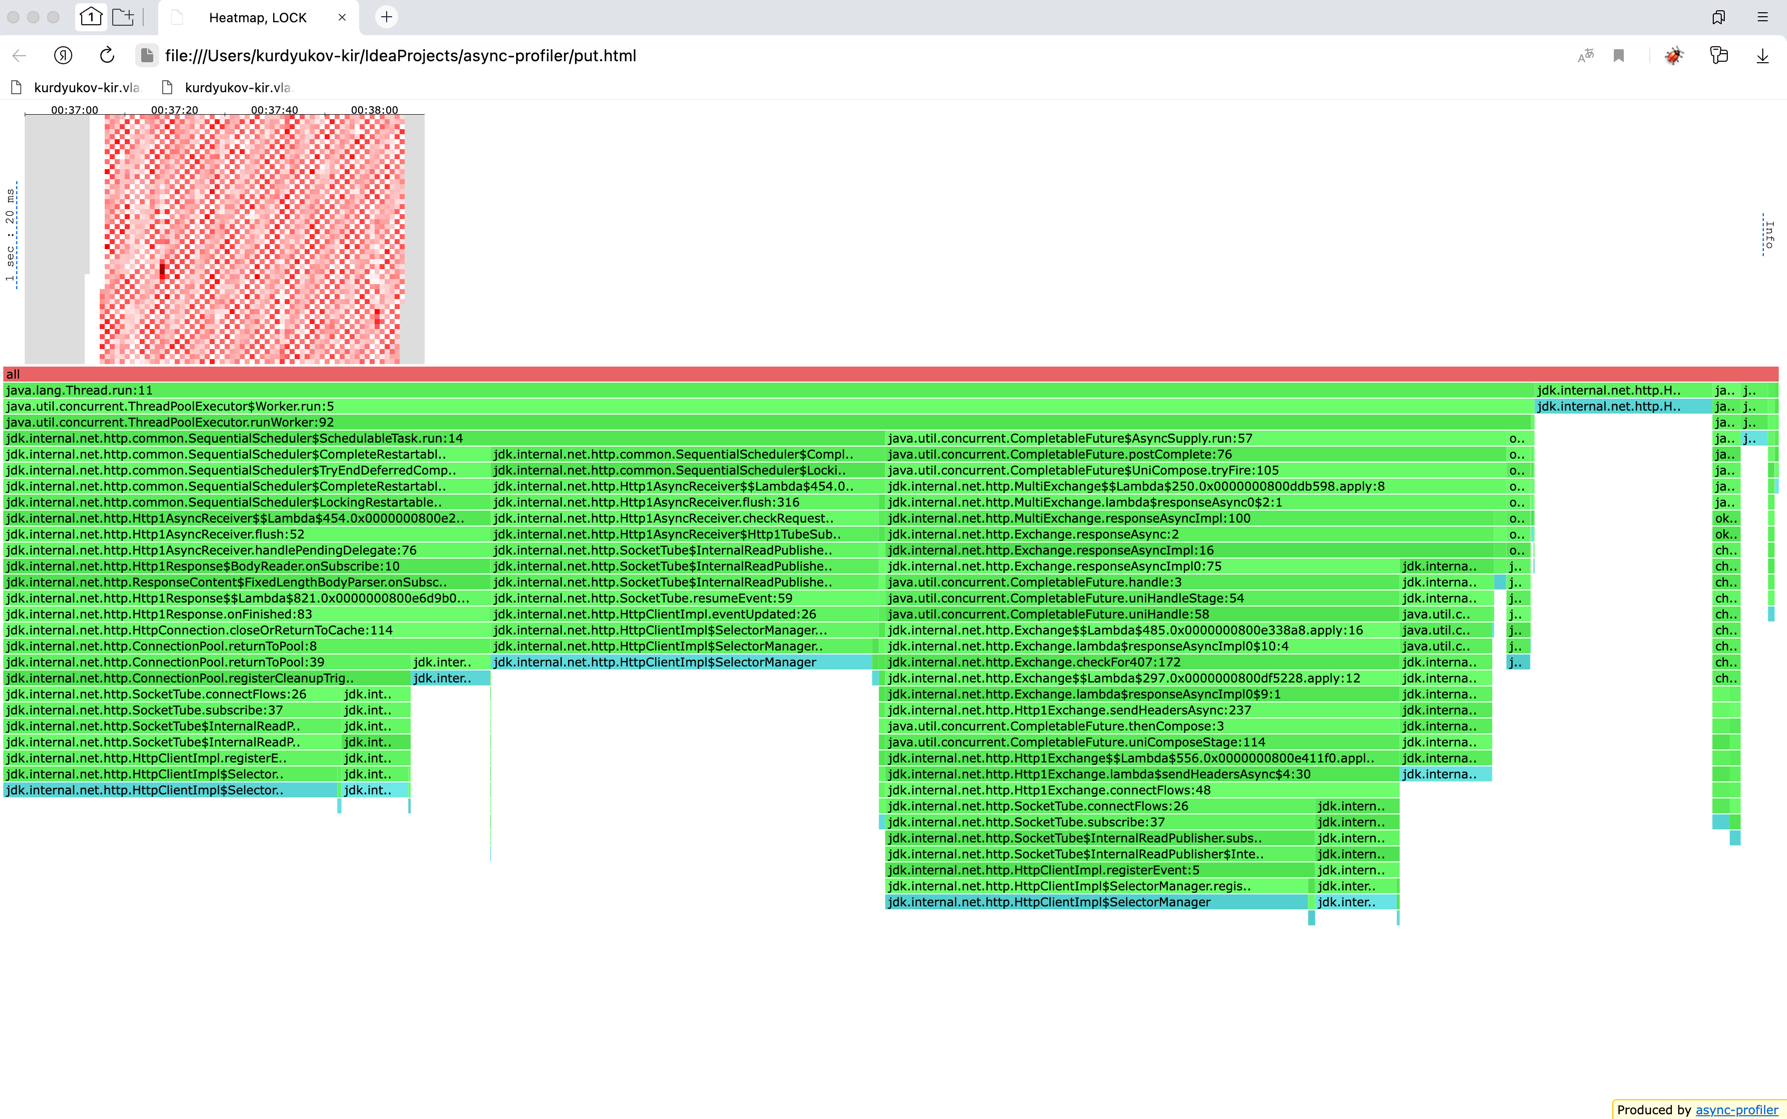 1
Heatmap, LOCK
file:///Users/kurdyukov-kir/IdeaProjects/async-profiler/put.html
kurdyukov-kir.vla
kurdyukov-kir.vla
00:37:00 00:37:20 00:37:40 00:38:00
1 sec : 20 ms
Info
all
java.lang.Thread.run:11 jdk.internal.net.http.H.. ja.. j..
java.util.concurrent.ThreadPoolExecutor$Worker.run:5 jdk.internal.net.http.H.. ja.. j..
java.util.concurrent.ThreadPoolExecutor.runWorker:92 ja.. j..
jdk.internal.net.http.common.SequentialScheduler$SchedulableTask.run:14 java.util.concurrent.CompletableFuture$AsyncSupply.run:57 o.. ja.. j..
jdk.internal.net.http.common.SequentialScheduler$CompleteRestartabl.. jdk.internal.net.http.common.SequentialScheduler$Compl.. java.util.concurrent.CompletableFuture.postComplete:76 o.. ja..
jdk.internal.net.http.common.SequentialScheduler$TryEndDeferredComp.. jdk.internal.net.http.common.SequentialScheduler$Locki.. java.util.concurrent.CompletableFuture$UniCompose.tryFire:105 o.. ja..
jdk.internal.net.http.common.SequentialScheduler$CompleteRestartabl.. jdk.internal.net.http.Http1AsyncReceiver$$Lambda$454.0.. jdk.internal.net.http.MultiExchange$$Lambda$250.0x0000000800ddb598.apply:8 o.. ja..
jdk.internal.net.http.common.SequentialScheduler$LockingRestartable.. jdk.internal.net.http.Http1AsyncReceiver.flush:316 jdk.internal.net.http.MultiExchange.lambda$responseAsync0$2:1 o.. ja..
jdk.internal.net.http.Http1AsyncReceiver$$Lambda$454.0x0000000800e2.. jdk.internal.net.http.Http1AsyncReceiver.checkRequest.. jdk.internal.net.http.MultiExchange.responseAsyncImpl:100 o.. ok..
jdk.internal.net.http.Http1AsyncReceiver.flush:52 jdk.internal.net.http.Http1AsyncReceiver$Http1TubeSub.. jdk.internal.net.http.Exchange.responseAsync:2 o.. ok..
jdk.internal.net.http.Http1AsyncReceiver.handlePendingDelegate:76 jdk.internal.net.http.SocketTube$InternalReadPublishe.. jdk.internal.net.http.Exchange.responseAsyncImpl:16 o.. ch..
jdk.internal.net.http.Http1Response$BodyReader.onSubscribe:10 jdk.internal.net.http.SocketTube$InternalReadPublishe.. jdk.internal.net.http.Exchange.responseAsyncImpl0:75 jdk.interna.. j.. ch..
jdk.internal.net.http.ResponseContent$FixedLengthBodyParser.onSubsc.. jdk.internal.net.http.SocketTube$InternalReadPublishe.. java.util.concurrent.CompletableFuture.handle:3 jdk.interna.. j.. ch..
jdk.internal.net.http.Http1Response$$Lambda$821.0x0000000800e6d9b0... jdk.internal.net.http.SocketTube.resumeEvent:59 java.util.concurrent.CompletableFuture.uniHandleStage:54 jdk.interna.. j.. ch..
jdk.internal.net.http.Http1Response.onFinished:83 jdk.internal.net.http.HttpClientImpl.eventUpdated:26 java.util.concurrent.CompletableFuture.uniHandle:58 java.util.c.. j.. ch..
jdk.internal.net.http.HttpConnection.closeOrReturnToCache:114 jdk.internal.net.http.HttpClientImpl$SelectorManager... jdk.internal.net.http.Exchange$$Lambda$485.0x0000000800e338a8.apply:16 java.util.c.. j.. ch..
jdk.internal.net.http.ConnectionPool.returnToPool:8 jdk.internal.net.http.HttpClientImpl$SelectorManager.. jdk.internal.net.http.Exchange.lambda$responseAsyncImpl0$10:4 java.util.c.. j.. ch..
jdk.internal.net.http.ConnectionPool.returnToPool:39 jdk.inter.. jdk.internal.net.http.HttpClientImpl$SelectorManager jdk.internal.net.http.Exchange.checkFor407:172 jdk.interna.. j.. ch..
jdk.internal.net.http.ConnectionPool.registerCleanupTrig.. jdk.inter.. jdk.internal.net.http.Exchange$$Lambda$297.0x0000000800df5228.apply:12 jdk.interna.. ch..
jdk.internal.net.http.SocketTube.connectFlows:26 jdk.int.. jdk.internal.net.http.Exchange.lambda$responseAsyncImpl0$9:1 jdk.interna..
jdk.internal.net.http.SocketTube.subscribe:37 jdk.int.. jdk.internal.net.http.Http1Exchange.sendHeadersAsync:237 jdk.interna..
jdk.internal.net.http.SocketTube$InternalReadP.. jdk.int.. java.util.concurrent.CompletableFuture.thenCompose:3 jdk.interna..
jdk.internal.net.http.SocketTube$InternalReadP.. jdk.int.. java.util.concurrent.CompletableFuture.uniComposeStage:114 jdk.interna..
jdk.internal.net.http.HttpClientImpl.registerE.. jdk.int.. jdk.internal.net.http.Http1Exchange$$Lambda$556.0x0000000800e411f0.appl.. jdk.interna..
jdk.internal.net.http.HttpClientImpl$Selector.. jdk.int.. jdk.internal.net.http.Http1Exchange.lambda$sendHeadersAsync$4:30 jdk.interna..
jdk.internal.net.http.HttpClientImpl$Selector.. jdk.int.. jdk.internal.net.http.Http1Exchange.connectFlows:48
jdk.internal.net.http.SocketTube.connectFlows:26 jdk.intern..
jdk.internal.net.http.SocketTube.subscribe:37 jdk.intern..
jdk.internal.net.http.SocketTube$InternalReadPublisher.subs.. jdk.intern..
jdk.internal.net.http.SocketTube$InternalReadPublisher$Inte.. jdk.intern..
jdk.internal.net.http.HttpClientImpl.registerEvent:5 jdk.intern..
jdk.internal.net.http.HttpClientImpl$SelectorManager.regis.. jdk.inter..
jdk.internal.net.http.HttpClientImpl$SelectorManager jdk.inter..
Produced by async-profiler